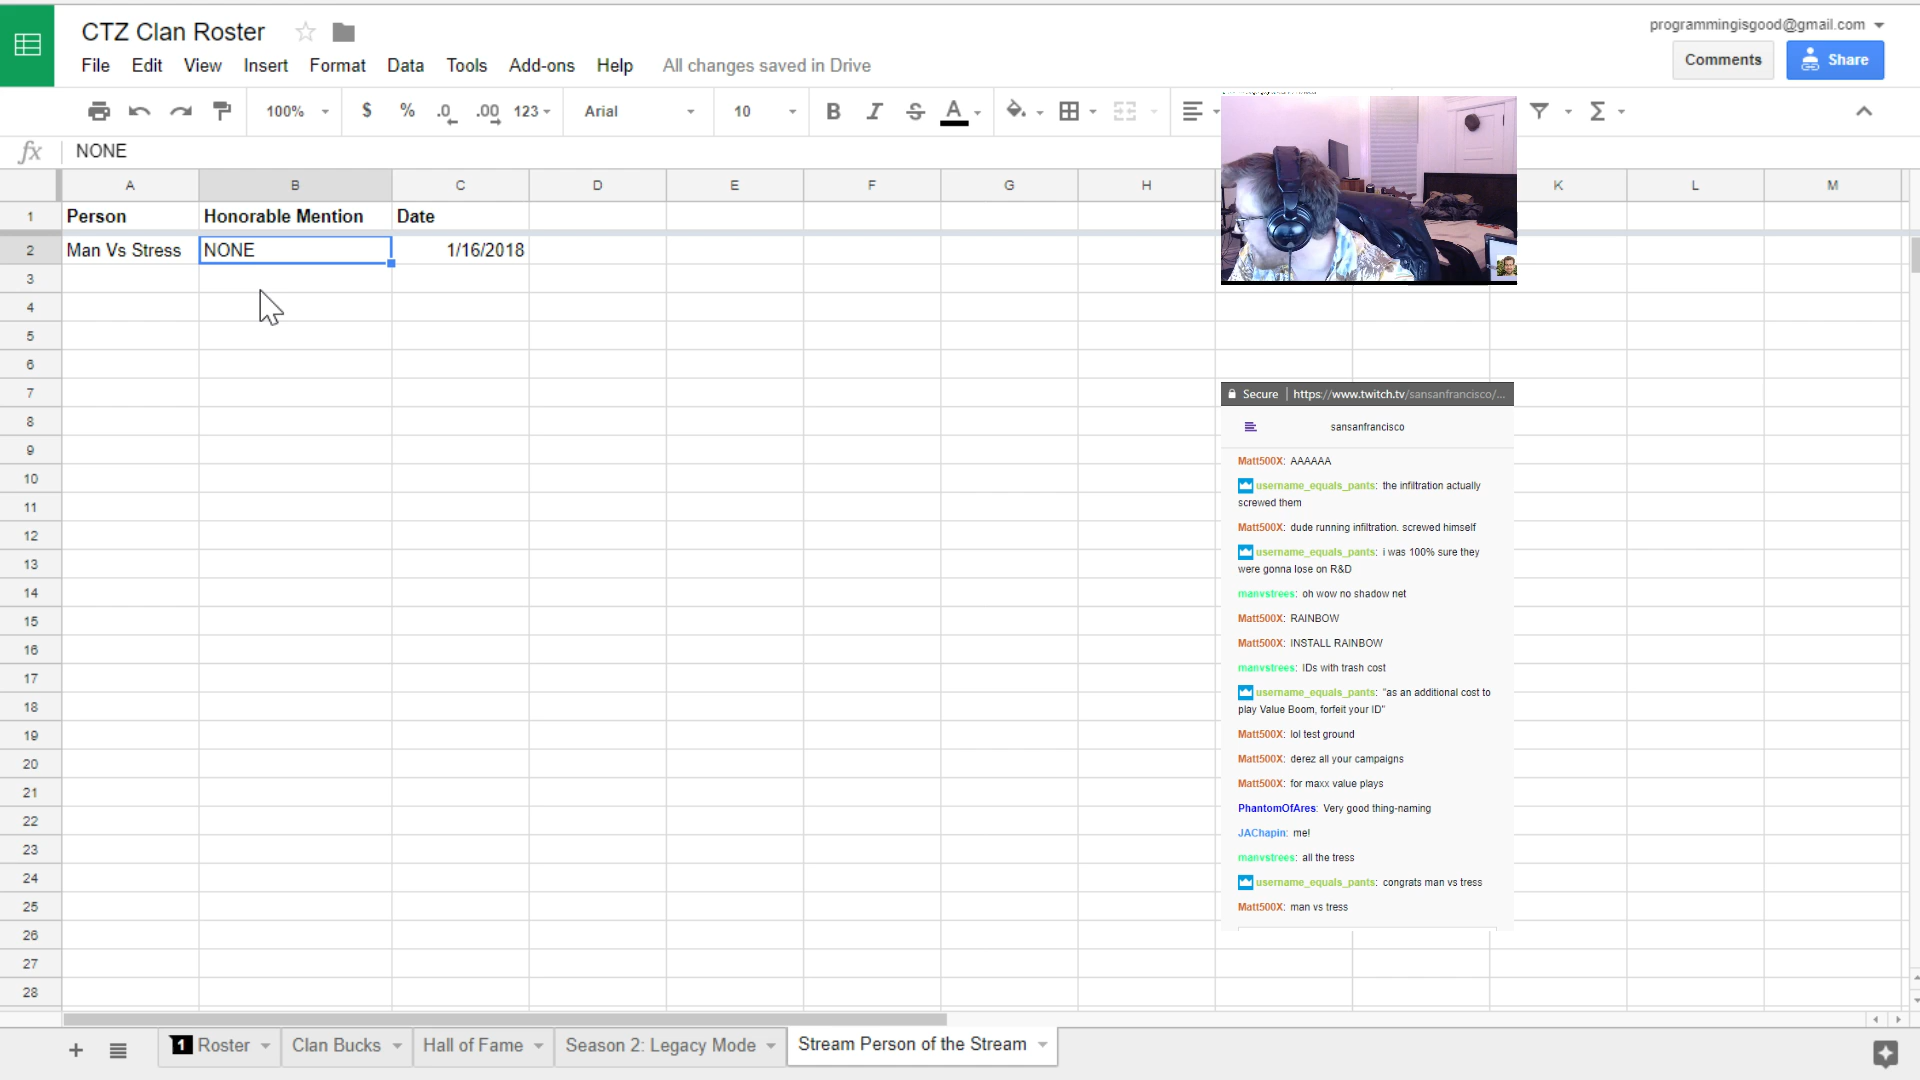 CTZ Clan Roster
programmingisgood@gmail.com
File Edit View Insert Format Data Tools Add-ons Help All changes saved in Drive
Comments
Share
100% $ % .0 .00 123 Arial 10 B I S A Σ
fx NONE
A B C D E F G H K L M
1 Person Honorable Mention Date
2 Man Vs Stress NONE 1/16/2018
3
4
5
6
7
8
9
10
11
12
13
14
15
16
17
18
19
20
21
22
23
24
25
26
27
28
Secure https://www.twitch.tv/sansanfrancisco/...
sansanfrancisco
Matt500X: AAAAAA
username_equals_pants: the infiltration actually
screwed them
Matt500X: dude running infiltration. screwed himself
username_equals_pants: i was 100% sure they
were gonna lose on R&D
manvstrees: oh wow no shadow net
Matt500X: RAINBOW
Matt500X: INSTALL RAINBOW
manvstrees: IDs with trash cost
username_equals_pants: "as an additional cost to
play Value Boom, forfeit your ID"
Matt500X: lol test ground
Matt500X: derez all your campaigns
Matt500X: for maxx value plays
PhantomOfAres: Very good thing-naming
JAChapin: me!
manvstrees: all the tress
username_equals_pants: congrats man vs tress
Matt500X: man vs tress
1 Roster Clan Bucks Hall of Fame Season 2: Legacy Mode Stream Person of the Stream